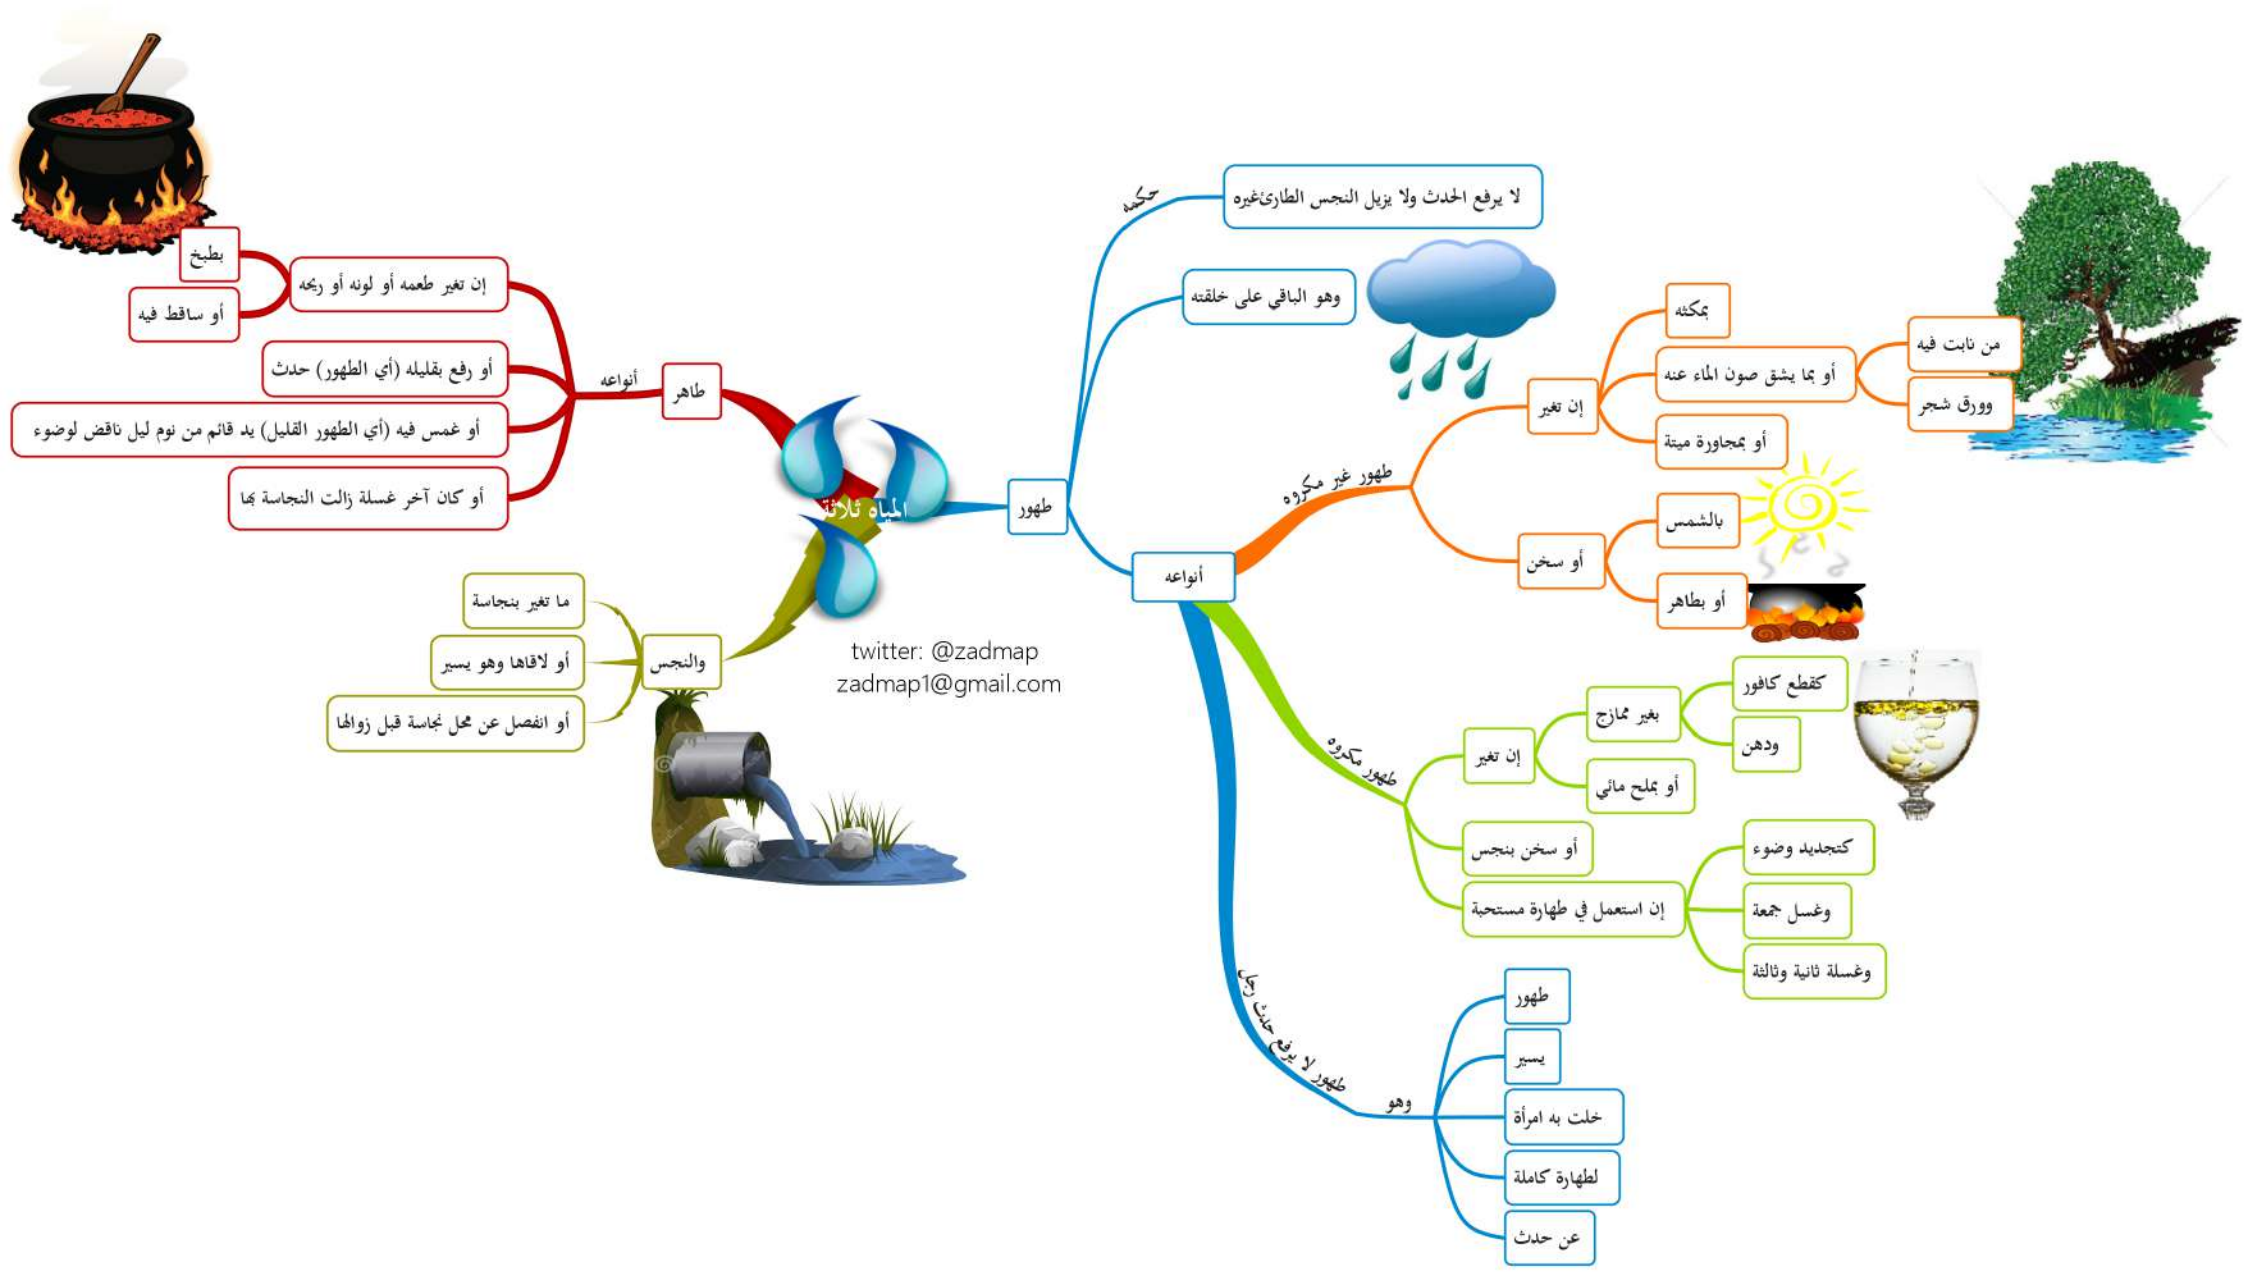 المياه ثلاثة
طهور
حكمه
لا يرفع الحدث ولا يزيل النجس الطارئ غيره
وهو الباقي على خلقته
أنواعه
طهور غير مكروه
إن تغير
بمكثه
أو بما يشق صون الماء عنه
من نابت فيه
وورق شجر
أو بمجاورة ميتة
أو سخن
بالشمس
أو بطاهر
طهور مكروه
إن تغير
بغير ممازج
كقطع كافور
ودهن
أو بملح مائي
أو سخن بنجس
إن استعمل في طهارة مستحبة
كتجديد وضوء
وغسل جمعة
وغسلة ثانية وثالثة
طهور لا يرفع حدث رجل
وهو
طهور
يسير
خلت به امرأة
لطهارة كاملة
عن حدث
طاهر
أنواعه
إن تغير طعمه أو لونه أو ريحه
بطبخ
أو ساقط فيه
أو رفع بقليله (أي الطهور) حدث
أو غمس فيه (أي الطهور القليل) يد قائم من نوم ليل ناقض لوضوء
أو كان آخر غسلة زالت النجاسة بها
والنجس
ما تغير بنجاسة
أو لاقاها وهو يسير
أو انفصل عن محل نجاسة قبل زوالها
twitter: @zadmap
zadmap1@gmail.com